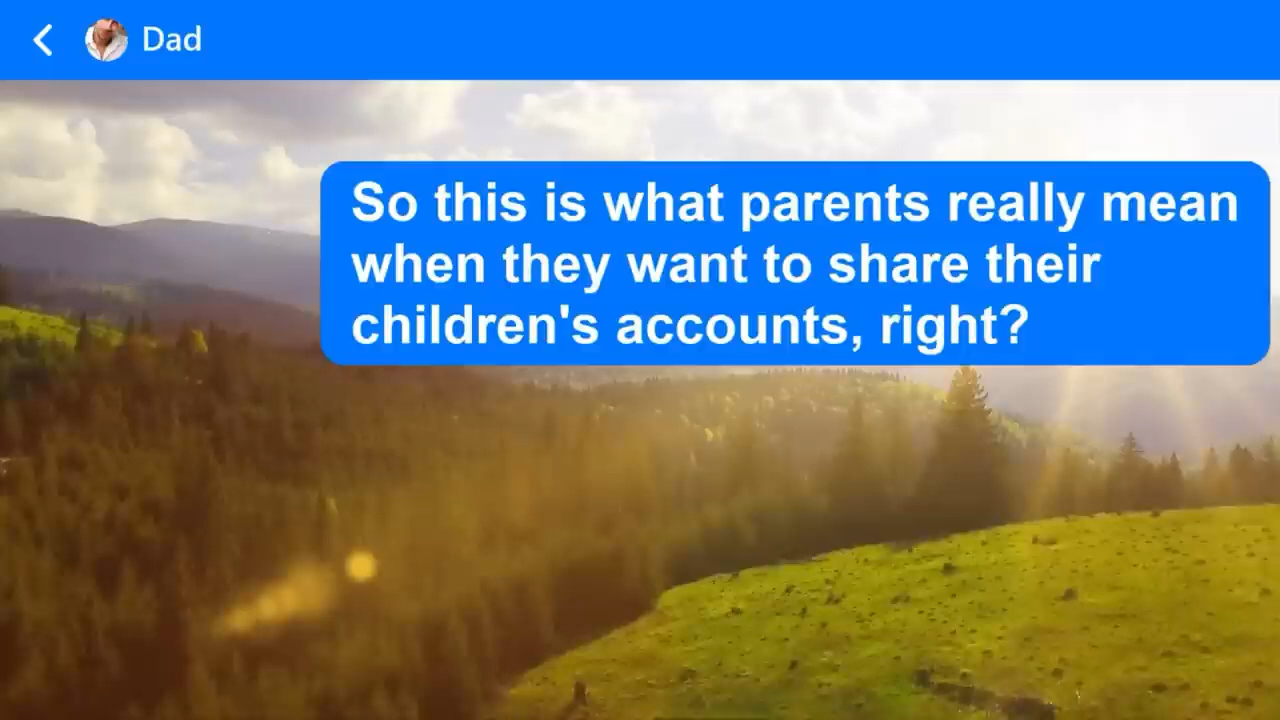 Dad
So this is what parents really mean
when they want to share their
children's accounts, right?